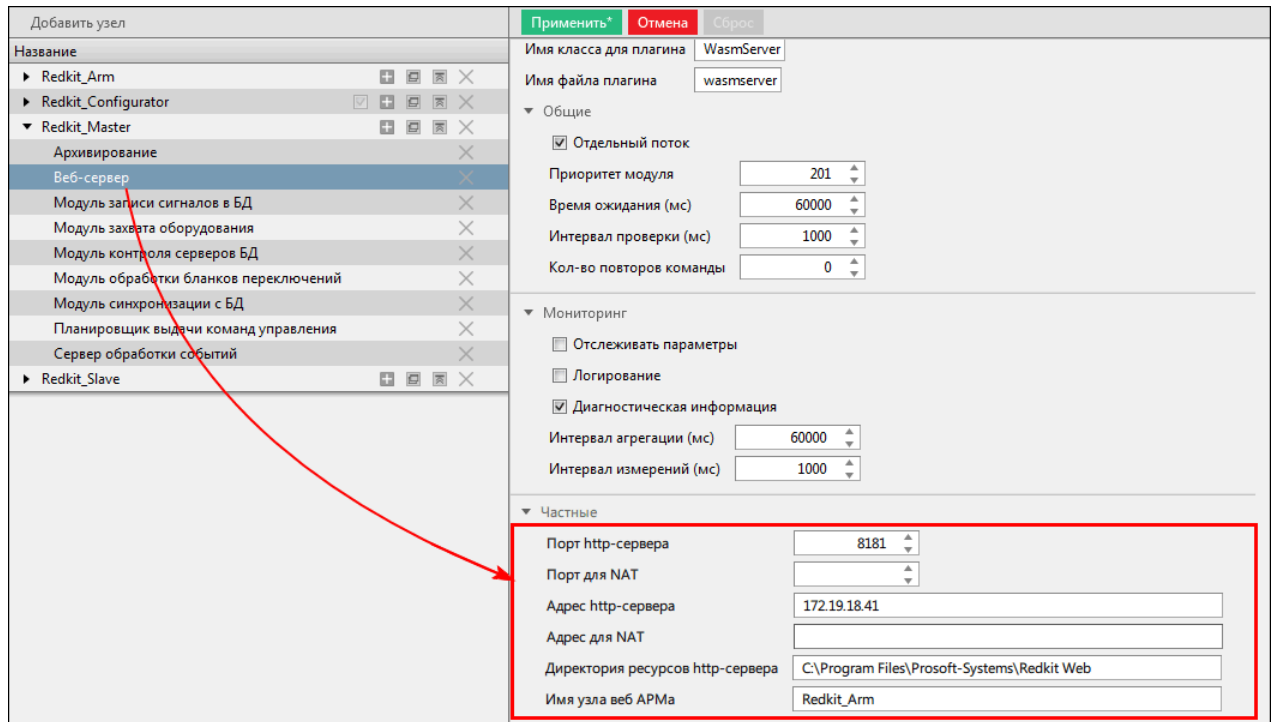 Добавить узел
Название
Redkit_Arm
Redkit_Configurator
Redkit_Master
Архивирование
Веб-сервер
Модуль записи сигналов в БД
Модуль захвата оборудования
Модуль контроля серверов БД
Модуль обработки бланков переключений
Модуль синхронизации с БД
Планировщик выдачи команд управления
Сервер обработки событий
Redkit_Slave
Применить* Отмена Сброс
Имя класса для плагина WasmServer
Имя файла плагина wasmserver
Общие
Отдельный поток
Приоритет модуля 201
Время ожидания (мс) 60000
Интервал проверки (мс) 1000
Кол-во повторов команды 0
Мониторинг
Отслеживать параметры
Логирование
Диагностическая информация
Интервал агрегации (мс) 60000
Интервал измерений (мс) 1000
Частные
Порт http-сервера 8181
Порт для NAT
Адрес http-сервера 172.19.18.41
Адрес для NAT
Директория ресурсов http-сервера C:\Program Files\Prosoft-Systems\Redkit Web
Имя узла веб АРМа Redkit_Arm